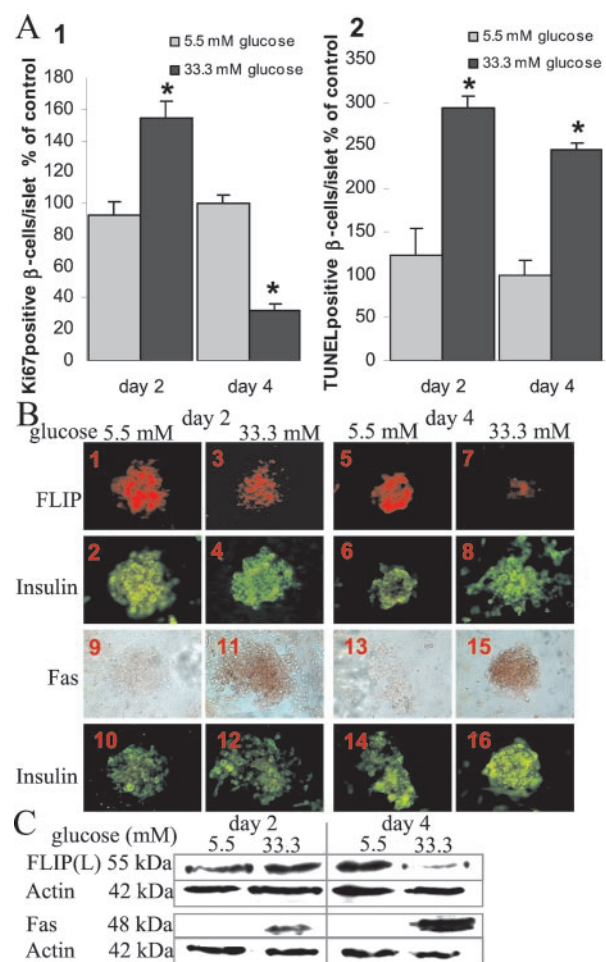 A
1
5.5 mM glucose
33.3 mM glucose
Ki67positive β-cells/islet % of control
180
160
140
120
100
80
60
40
20
0
*
*
day 2 day 4
2
5.5 mM glucose
33.3 mM glucose
TUNELpositive β-cells/islet % of control
350
300
250
200
150
100
50
0
*
*
day 2 day 4
B
day 2 day 4
glucose 5.5 mM 33.3 mM 5.5 mM 33.3 mM
FLIP 1 3 5 7
Insulin 2 4 6 8
Fas 9 11 13 15
Insulin 10 12 14 16
C
day 2 day 4
glucose (mM) 5.5 33.3 5.5 33.3
FLIP(L) 55 kDa
Actin 42 kDa
Fas 48 kDa
Actin 42 kDa